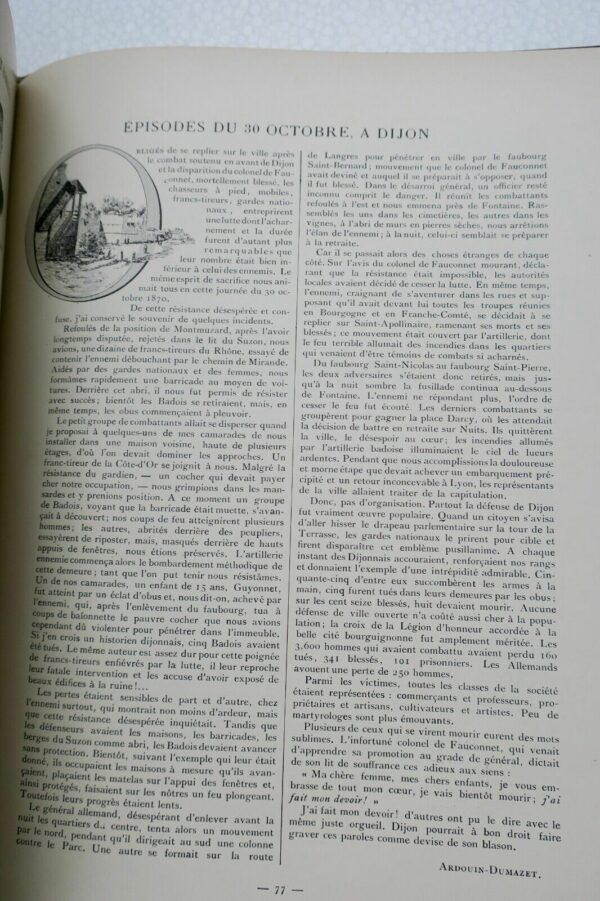 ÉPISODES DU 30 OCTOBRE, A DIJON
BLIGÉS de se replier sur la ville après
le combat soutenu en avant de Dijon
et la disparition du colonel de Fau-
connet, mortellement blessé, les
chasseurs à pied, mobiles,
francs-tireurs, gardes natio-
naux, entreprirent
une lutte dont l'achar-
nement et la durée
furent d'autant plus
remarquables que
leur nombre était bien in-
férieur à celui des ennemis. Le
même esprit de sacrifice nous ani-
mait tous en cette journée du 30 oc-
tobre 1870.
De cette résistance désespérée et con-
fuse, j'ai conservé le souvenir de quelques incidents.
Refoulés de la position de Montmuzard, après l'avoir
longtemps disputée, rejetés dans le lit du Suzon, nous
avions, une dizaine de francs-tireurs du Rhône, essayé de
contenir l'ennemi débouchant par le chemin de Mirande.
Aidés par des gardes nationaux et des femmes, nous
formâmes rapidement une barricade au moyen de voi-
tures. Derrière cet abri, il nous fut permis de résister
avec succès; bientôt les Badois se retiraient, mais, en
même temps, les obus commençaient à pleuvoir.
Le petit groupe de combattants allait se disperser quand
je proposai à quelques-uns de mes camarades de nous
installer dans une maison voisine, haute de plusieurs
étages, d'où l'on devait dominer les approches. Un
franc-tireur de la Côte-d'Or se joignit à nous. Malgré la
résistance du gardien, — un cocher qui devait payer
cher notre occupation, — nous grimpions dans les man-
sardes et y prenions position. A ce moment un groupe
de Badois, voyant que la barricade était muette, s'avan-
çait à découvert; nos coups de feu atteignirent plusieurs
hommes; les autres, abrités derrière des peupliers,
essayèrent de riposter, mais, masqués derrière de hauts
appuis de fenêtres, nous étions préservés. L'artillerie
ennemie commença alors le bombardement méthodique de
cette demeure; tant que l'on put tenir nous résistâmes.
Un de nos camarades, un enfant de 15 ans, Guyonnet,
fut atteint par un éclat d'obus et, nous dit-on, achevé par
l'ennemi, qui, après l'enlèvement du faubourg, tua à
coups de baïonnette le pauvre cocher que nous avions
cependant dû violenter pour pénétrer dans l'immeuble.
Si j'en crois un historien dijonnais, cinq Badois avaient
été tués. Le même auteur est assez dur pour cette poignée
de francs-tireurs enfiévrés par la lutte, il leur reproche
leur fatale intervention et les accuse d'avoir exposé de
beaux édifices à la ruine!...
Les pertes étaient sensibles de part et d'autre, chez
l'ennemi surtout, qui montrait non moins d'ardeur, mais
que cette résistance désespérée inquiétait. Tandis que
les défenseurs avaient les maisons, les barricades, les
berges du Suzon comme abri, les Badois devaient avancer
sans protection. Bientôt, suivant l'exemple qui leur était
donné, ils occupaient les maisons à mesure qu'ils avan-
çaient, plaçaient les matelas sur l'appui des fenêtres et,
ainsi protégés, faisaient sur les nôtres un feu plongeant.
Toutefois leurs progrès étaient lents.
Le général allemand, désespérant d'enlever avant la
nuit les quartiers du centre, tenta alors un mouvement
par le nord, pendant qu'il dirigeait au sud une colonne
contre le Parc. Une autre se formait sur la route
de Langres pour pénétrer en ville par le faubourg
Saint-Bernard; mouvement que le colonel de Fauconnet
avait deviné et auquel il se préparait à s'opposer, quand
il fut blessé. Dans le désarroi général, un officier resté
inconnu comprit le danger. Il réunit les combattants
refoulés à l'est et nous emmena près de Fontaine. Ras-
semblés les uns dans les cimetières, les autres dans les
vignes, à l'abri de murs en pierres sèches, nous arrêtions
l'élan de l'ennemi; à la nuit, celui-ci semblait se préparer
à la retraite.
Car il se passait alors des choses étranges de chaque
côté. Sur l'avis du colonel de Fauconnet mourant, décla-
rant que la résistance était impossible, les autorités
locales avaient décidé de cesser la lutte. En même temps,
l'ennemi, craignant de s'aventurer dans les rues et sup-
posant qu'il avait devant lui toutes les troupes réunies
en Bourgogne et en Franche-Comté, se décidait à se
replier sur Saint-Apollinaire, ramenant ses morts et ses
blessés; ce mouvement était couvert par l'artillerie, dont
le feu terrible allumait des incendies dans les quartiers
qui venaient d'être témoins de combats si acharnés.
Du faubourg Saint-Nicolas au faubourg Saint-Pierre,
les deux adversaires s'étaient donc retirés, mais jus-
qu'à la nuit sombre la fusillade continua au-dessous
de Fontaine. L'ennemi ne répondant plus, l'ordre de
cesser le feu fut écouté. Les derniers combattants se
groupèrent pour gagner la place Darcy, où les attendait
la décision de battre en retraite sur Nuits. Ils quittèrent
la ville, le désespoir au cœur; les incendies allumés
par l'artillerie badoise illuminaient le ciel de lueurs
ardentes. Pendant que nous accomplissions la douloureuse
et morne étape que devait achever un embarquement pré-
cipité et un retour inconcevable à Lyon, les représentants
de la ville allaient traiter de la capitulation.
Donc, pas d'organisation. Partout la défense de Dijon
fut vraiment œuvre populaire. Quand un citoyen s'avisa
d'aller hisser le drapeau parlementaire sur la tour de la
Terrasse, les gardes nationaux le prirent pour cible et
firent disparaître cet emblème pusillanime. A chaque
instant des Dijonnais accouraient, renforçaient nos rangs
et donnaient l'exemple d'une intrépidité admirable. Cin-
quante-cinq d'entre eux succombèrent les armes à la
main, cinq furent tués dans leurs demeures par les obus;
sur les cent seize blessés, huit devaient mourir. Aucune
défense de ville ouverte n'a coûté aussi cher à la popu-
lation; la croix de la Légion d'honneur accordée à la
belle cité bourguignonne fut amplement méritée. Les
3,600 hommes qui avaient combattu avaient perdu 160
tués, 341 blessés, 101 prisonniers. Les Allemands
avouent une perte de 250 hommes.
Parmi les victimes, toutes les classes de la société
étaient représentées : commerçants et professeurs, pro-
priétaires et artisans, cultivateurs et artistes. Peu de
martyrologes sont plus émouvants.
Plusieurs de ceux qui se virent mourir eurent des mots
sublimes. L'infortuné colonel de Fauconnet, qui venait
d'apprendre sa promotion au grade de général, dictait
de son lit de souffrance ces adieux aux siens :
« Ma chère femme, mes chers enfants, je vous em-
brasse de tout mon cœur, je vais bientôt mourir; j'ai
fait mon devoir! »
J'ai fait mon devoir! d'autres ont pu le dire avec le
même juste orgueil. Dijon pourrait à bon droit faire
graver ces paroles comme devise de son blason.
ARDOUIN-DUMAZET.
— 77 —